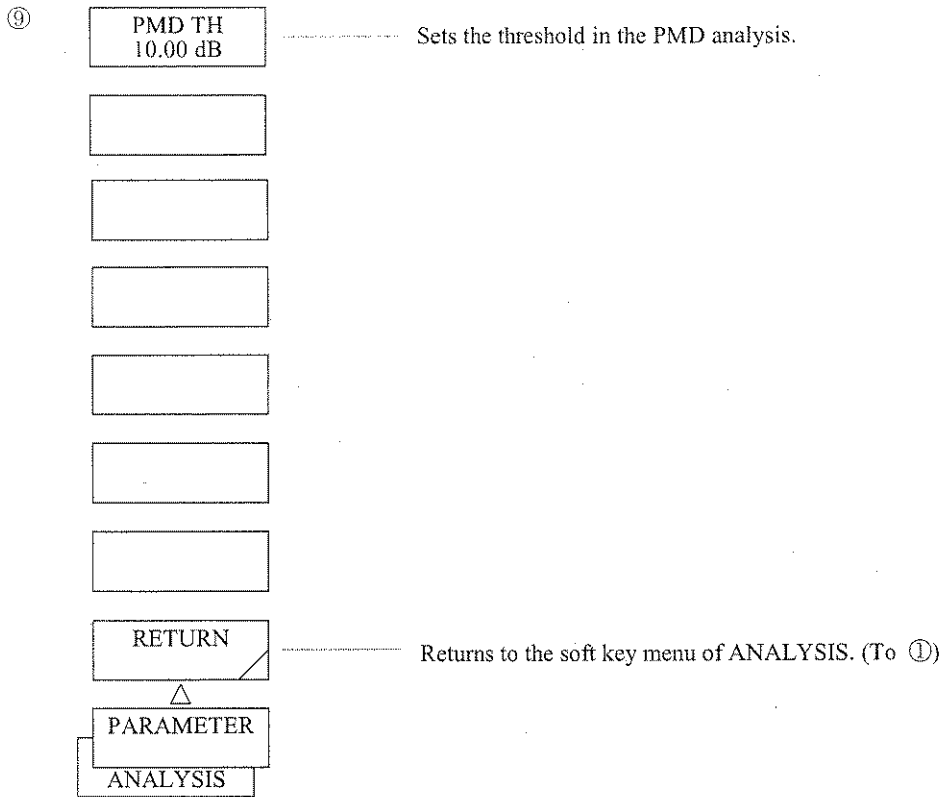 ⑨
PMD TH
10.00 dB
Sets the threshold in the PMD analysis.
RETURN
Returns to the soft key menu of ANALYSIS. (To ①)
PARAMETER
ANALYSIS